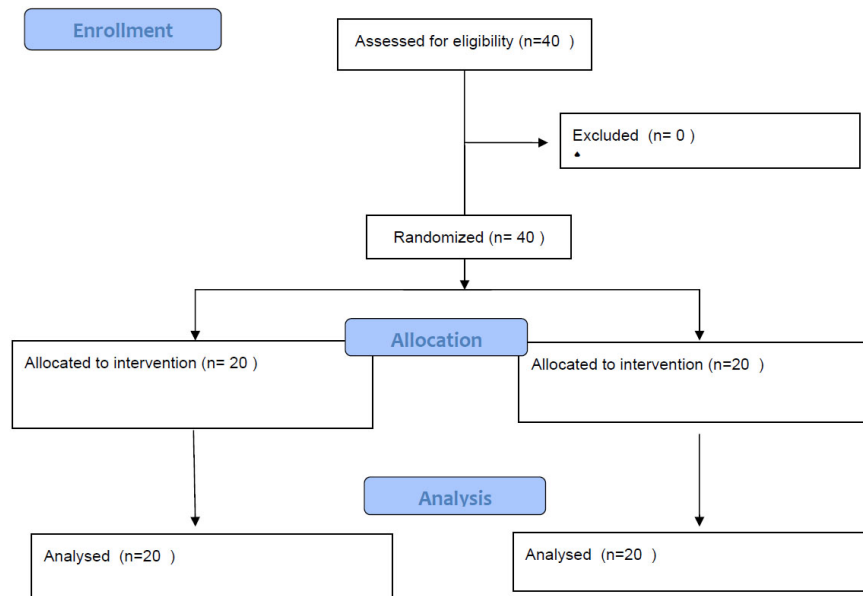 Enrollment
Assessed for eligibility (n=40 )
Excluded (n= 0 )
Randomized (n= 40 )
Allocation
Allocated to intervention (n= 20 )
Allocated to intervention (n=20 )
Analysis
Analysed (n=20 )
Analysed (n=20 )